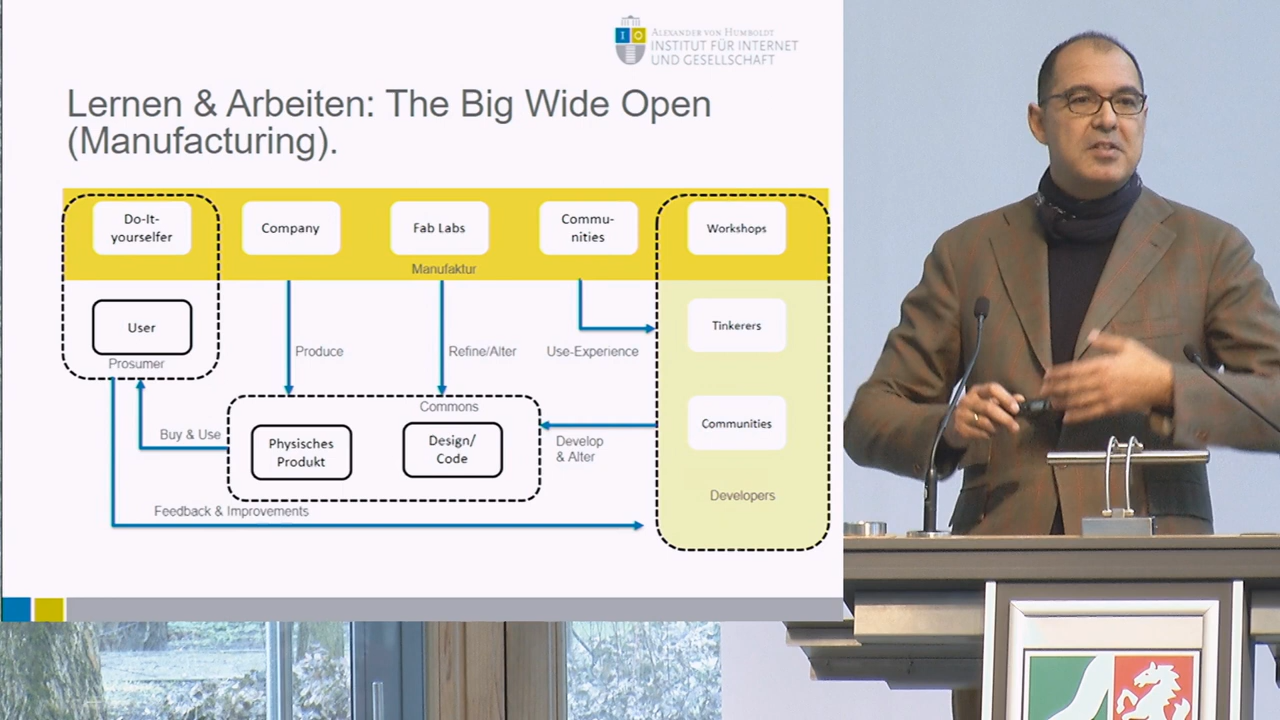 I O
ALEXANDER VON HUMBOLDT
INSTITUT FÜR INTERNET
UND GESELLSCHAFT
Lernen & Arbeiten: The Big Wide Open
(Manufacturing).
Do-It-
yourselfer
Company
Fab Labs
Commu-
nities
Workshops
Manufaktur
User
Prosumer
Tinkerers
Produce
Refine/Alter
Use-Experience
Commons
Buy & Use
Physisches
Produkt
Design/
Code
Develop
& Alter
Communities
Developers
Feedback & Improvements